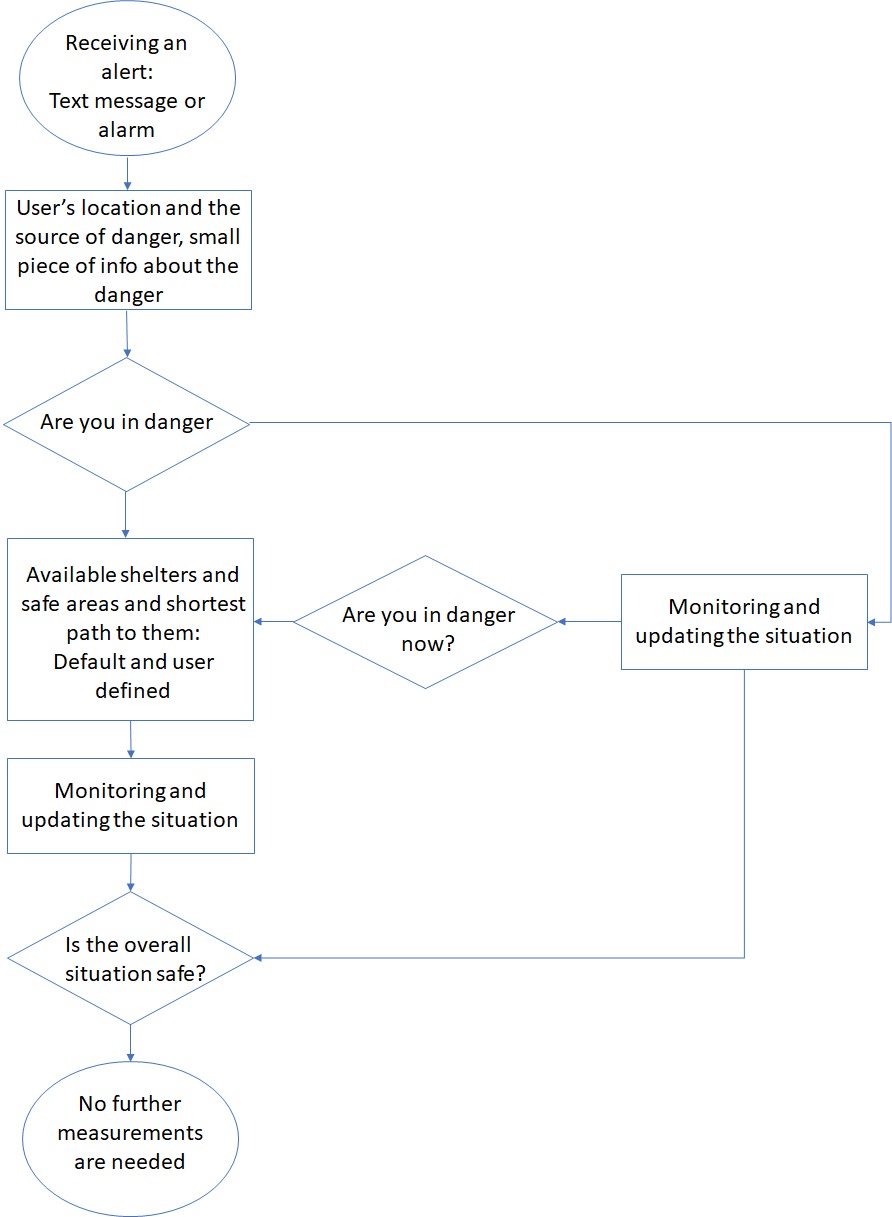 Receiving an
alert:
Text message or
alarm
User's location and the
source of danger, small
piece of info about the
danger
Are you in danger
Available shelters and
safe areas and shortest
path to them:
Default and user
defined
Are you in danger
now?
Monitoring and
updating the situation
Monitoring and
updating the situation
Is the overall
situation safe?
No further
measurements
are needed